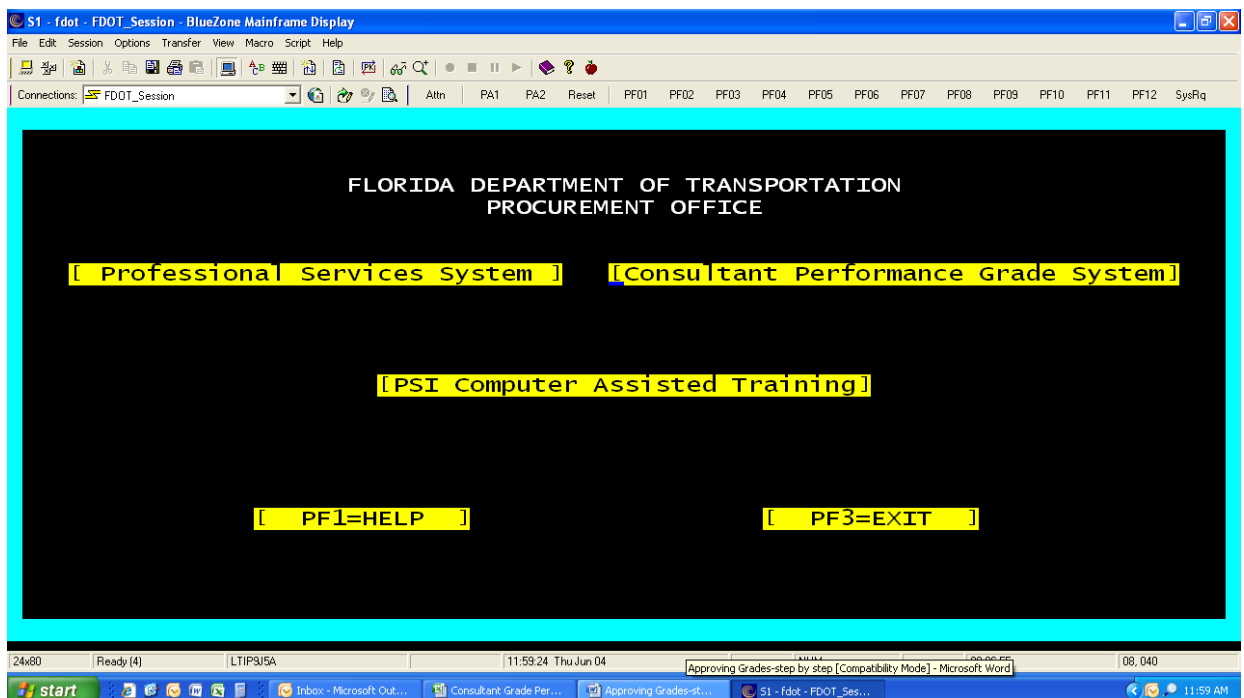 S1 - fdot - FDOT_Session - BlueZone Mainframe Display
File Edit Session Options Transfer View Macro Script Help
Connections: FDOT_Session Attn PA1 PA2 Reset PF01 PF02 PF03 PF04 PF05 PF06 PF07 PF08 PF09 PF10 PF11 PF12 SysRq
FLORIDA DEPARTMENT OF TRANSPORTATION
PROCUREMENT OFFICE
[ Professional Services System ] [Consultant Performance Grade System]
[PSI Computer Assisted Training]
[ PF1=HELP ] [ PF3=EXIT ]
24x80 Ready (4) LTIP9J5A 11:59:24 Thu Jun 04 08, 040
Approving Grades-step by step [Compatibility Mode] - Microsoft Word
start Inbox - Microsoft Out... Consultant Grade Per... Approving Grades-st... S1 - fdot - FDOT_Ses... 11:59 AM